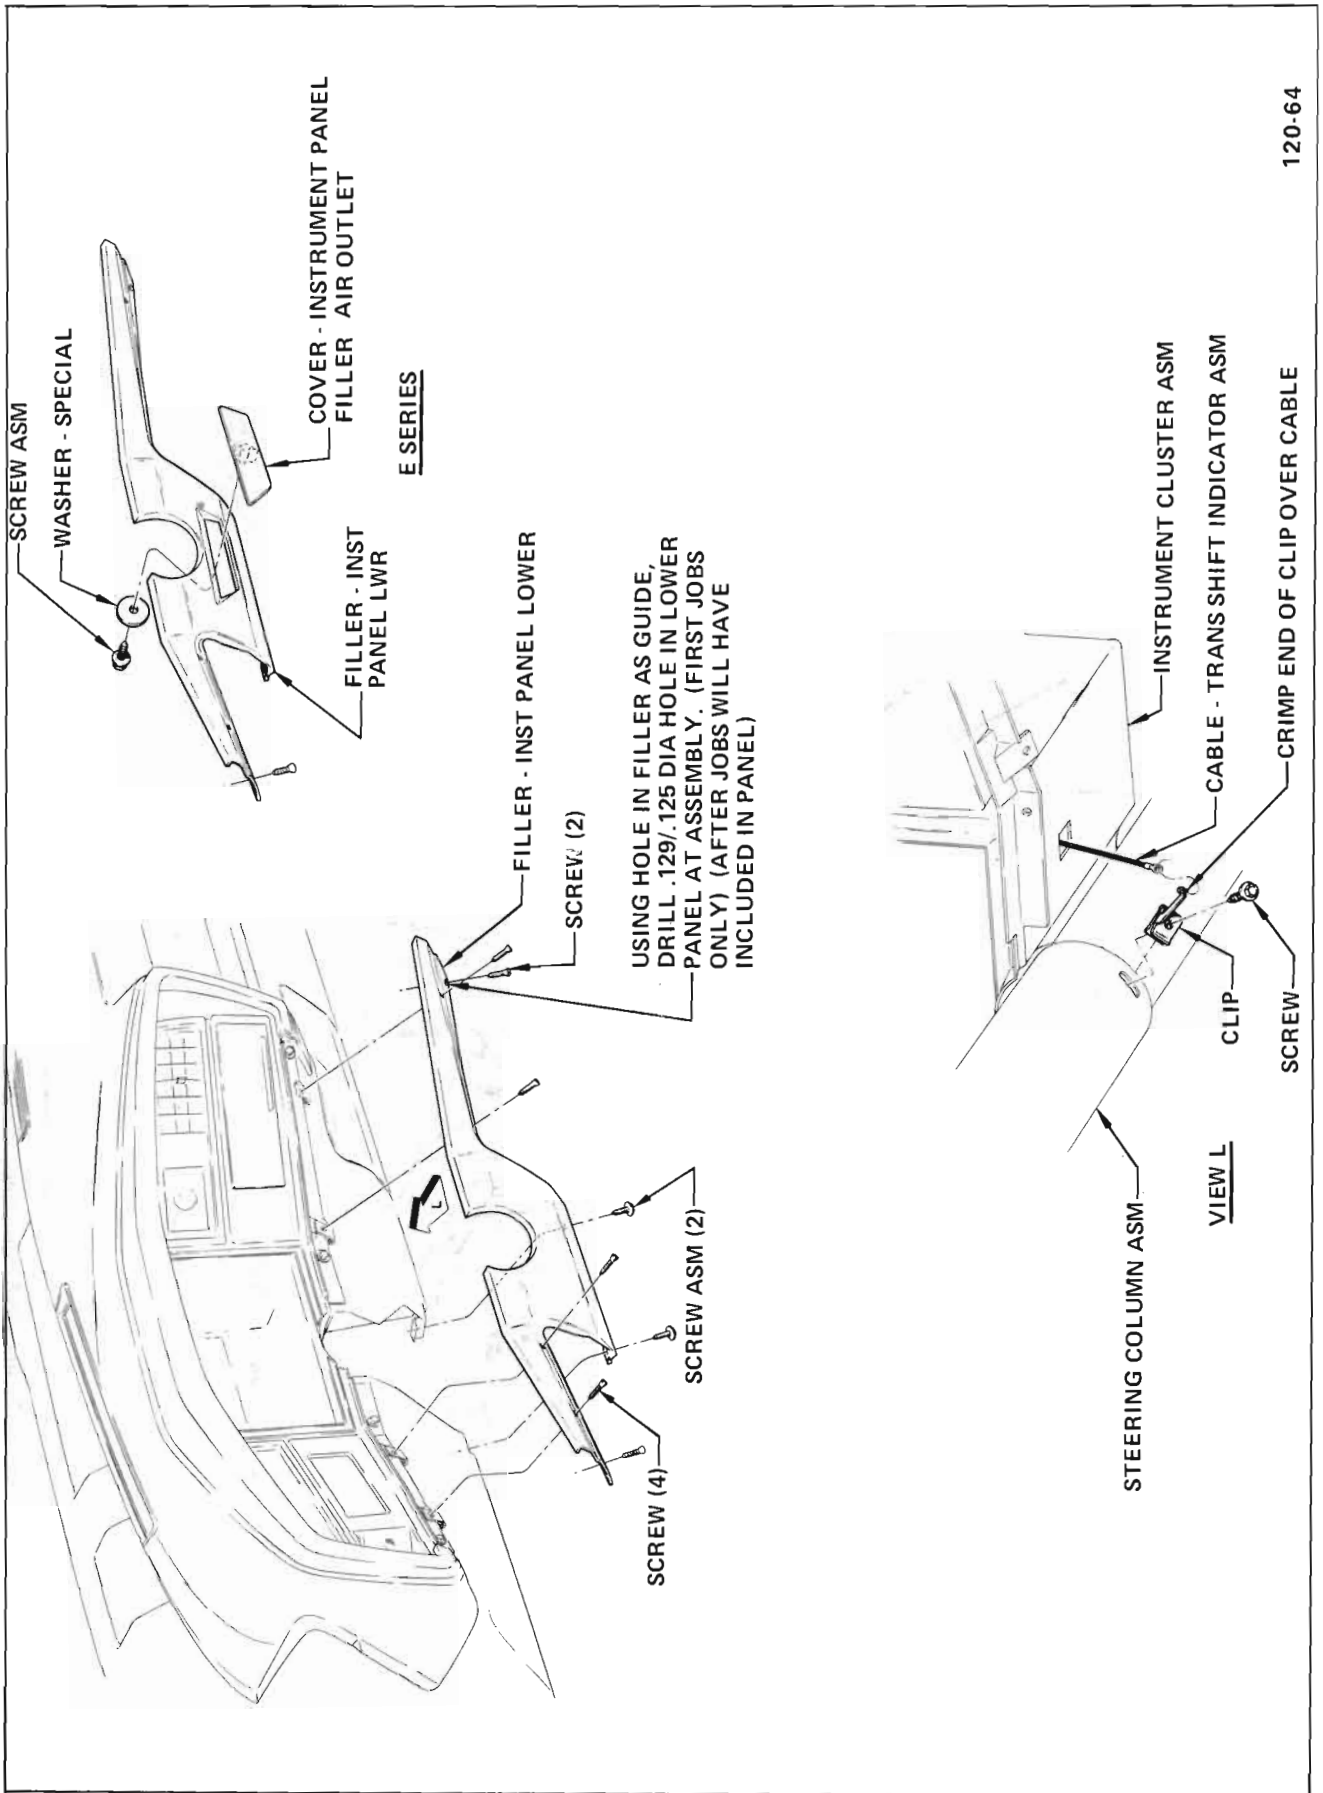 SCREW ASM
WASHER - SPECIAL
COVER - INSTRUMENT PANEL
FILLER AIR OUTLET
E SERIES
FILLER - INST
PANEL LWR
FILLER - INST PANEL LOWER
SCREW (2)
USING HOLE IN FILLER AS GUIDE,
DRILL .129/.125 DIA HOLE IN LOWER
PANEL AT ASSEMBLY. (FIRST JOBS
ONLY) (AFTER JOBS WILL HAVE
INCLUDED IN PANEL)
L
SCREW ASM (2)
SCREW (4)
INSTRUMENT CLUSTER ASM
CABLE - TRANS SHIFT INDICATOR ASM
CRIMP END OF CLIP OVER CABLE
CLIP
SCREW
STEERING COLUMN ASM
VIEW L
120-64